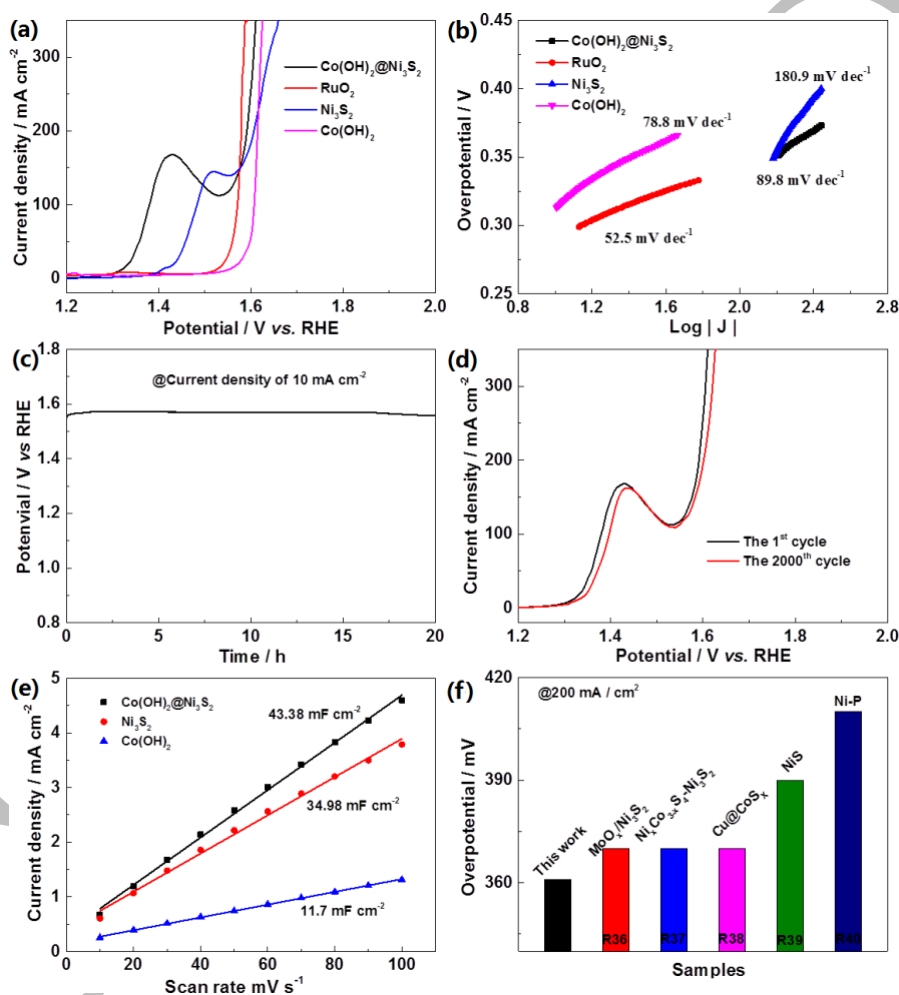 (a)
350
300
200
100
0
1.2
1.4
1.6
1.8
2.0
Current density / mA cm⁻²
Potential / V vs. RHE
Co(OH)₂@Ni₃S₂
RuO₂
Ni₃S₂
Co(OH)₂
(b)
0.45
0.40
0.35
0.30
0.25
0.8
1.2
1.6
2.0
2.4
2.8
Overpotential / V
Log | J |
Co(OH)₂@Ni₃S₂
RuO₂
Ni₃S₂
Co(OH)₂
180.9 mV dec⁻¹
78.8 mV dec⁻¹
89.8 mV dec⁻¹
52.5 mV dec⁻¹
(c)
1.8
1.6
1.4
1.2
1.0
0.8
0
5
10
15
20
Potenvial / V vs RHE
Time / h
@Current density of 10 mA cm⁻²
(d)
300
200
100
0
1.2
1.4
1.6
1.8
2.0
Current density / mA cm⁻²
Potential / V vs. RHE
The 1ˢᵗ cycle
The 2000ᵗʰ cycle
(e)
5
4
3
2
1
0
0
20
40
60
80
100
Current density / mA cm⁻²
Scan rate mV s⁻¹
Co(OH)₂@Ni₃S₂
Ni₃S₂
Co(OH)₂
43.38 mF cm⁻²
34.98 mF cm⁻²
11.7 mF cm⁻²
(f)
420
390
360
Overpotential / mV
Samples
@200 mA / cm²
This work
MoOₓ/Ni₃S₂
NiₓCo₃₋ₓS₄-Ni₃S₂
Cu@CoSₓ
NiS
Ni-P
R36
R37
R38
R39
R40